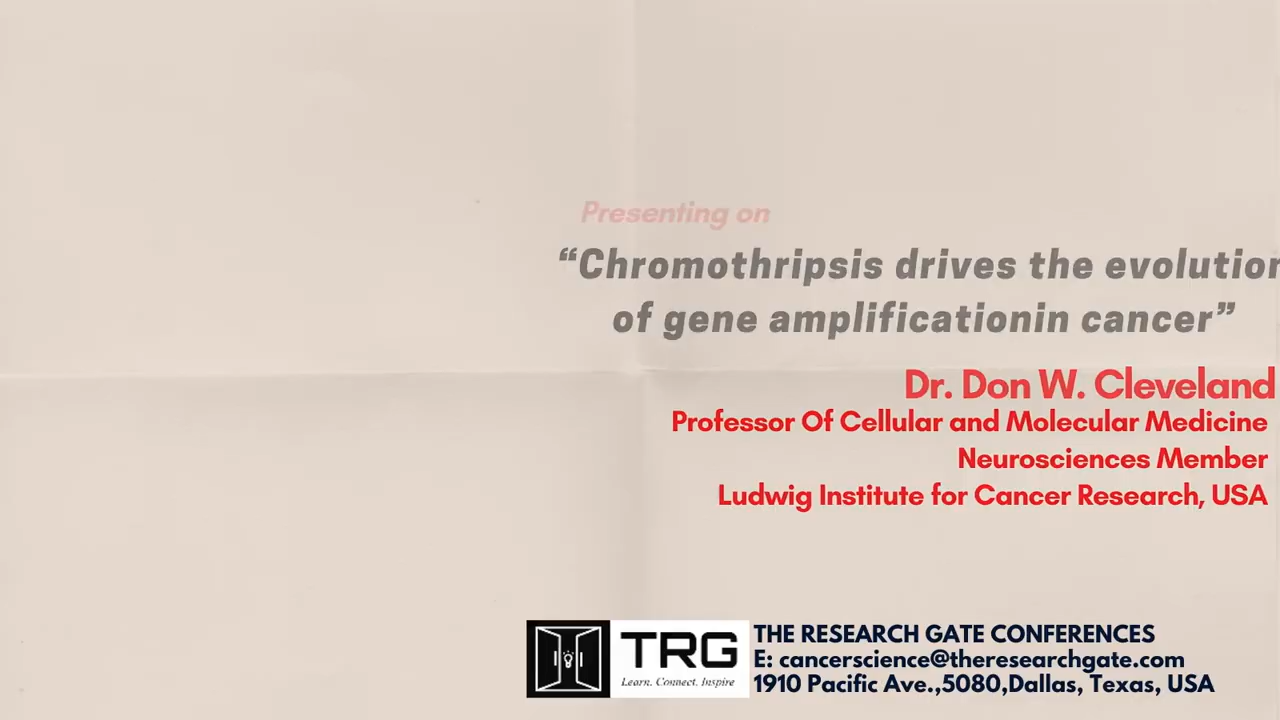 Presenting on
“Chromothripsis drives the evolution
of gene amplificationin cancer”
Dr. Don W. Cleveland
Professor Of Cellular and Molecular Medicine
Neurosciences Member
Ludwig Institute for Cancer Research, USA
TRG
Learn. Connect. Inspire
THE RESEARCH GATE CONFERENCES
E: cancerscience@theresearchgate.com
1910 Pacific Ave.,5080,Dallas, Texas, USA